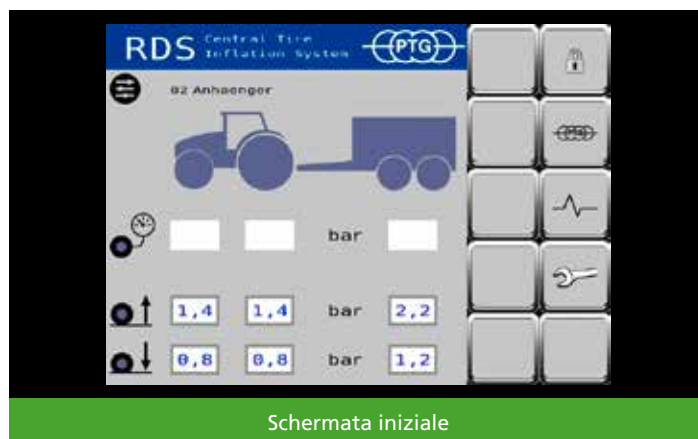 RDS Central Tire
Inflation System PTG
02 Anhaenger
bar
1,4 1,4 bar 2,2
0,8 0,8 bar 1,2
PTG
Schermata iniziale